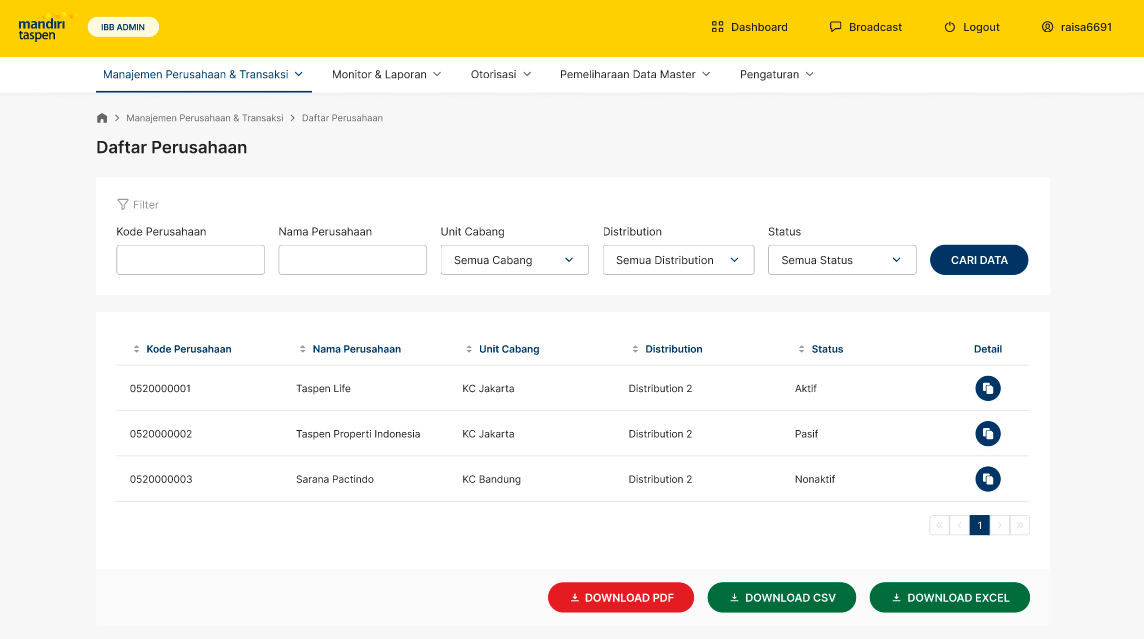 mandiri
taspen
IBB ADMIN
Dashboard
Broadcast
Logout
raisa6691
Manajemen Perusahaan & Transaksi
Monitor & Laporan
Otorisasi
Pemeliharaan Data Master
Pengaturan
Manajemen Perusahaan & Transaksi > Daftar Perusahaan
Daftar Perusahaan
Filter
Kode Perusahaan
Nama Perusahaan
Unit Cabang
Distribution
Status
Semua Cabang
Semua Distribution
Semua Status
CARI DATA
Kode Perusahaan Nama Perusahaan Unit Cabang Distribution Status Detail
0520000001 Taspen Life KC Jakarta Distribution 2 Aktif
0520000002 Taspen Properti Indonesia KC Jakarta Distribution 2 Pasif
0520000003 Sarana Pactindo KC Bandung Distribution 2 Nonaktif
« < 1 > »
DOWNLOAD PDF
DOWNLOAD CSV
DOWNLOAD EXCEL